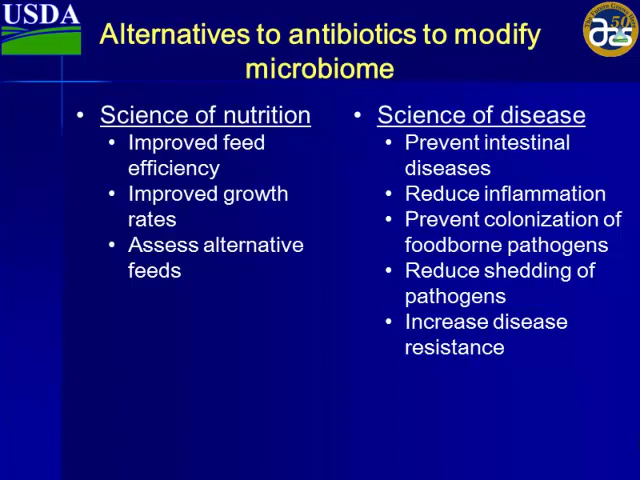 USDA
Alternatives to antibiotics to modify
microbiome
• Science of nutrition
• Improved feed
efficiency
• Improved growth
rates
• Assess alternative
feeds
• Science of disease
• Prevent intestinal
diseases
• Reduce inflammation
• Prevent colonization of
foodborne pathogens
• Reduce shedding of
pathogens
• Increase disease
resistance
50